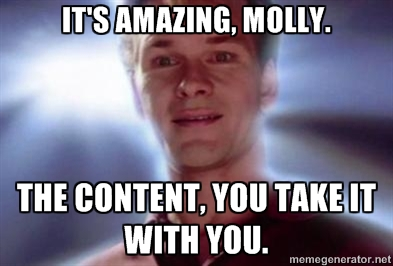 IT'S AMAZING, MOLLY.
THE CONTENT, YOU TAKE IT
WITH YOU.
memegenerator.net